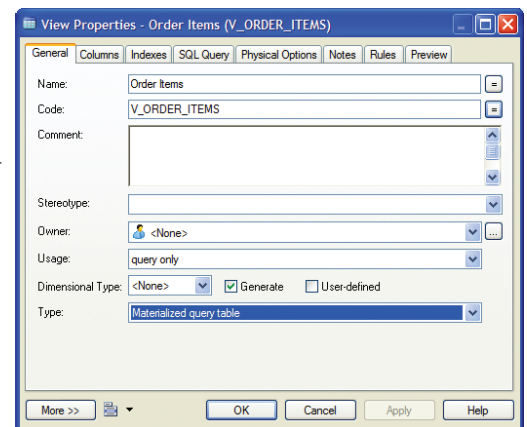 View Properties - Order Items (V_ORDER_ITEMS)
General Columns Indexes SQL Query Physical Options Notes Rules Preview
Name: Order Items =
Code: V_ORDER_ITEMS =
Comment:
Stereotype:
Owner: <None> ...
Usage: query only
Dimensional Type: <None> Generate User-defined
Type: Materialized query table
More >> OK Cancel Apply Help